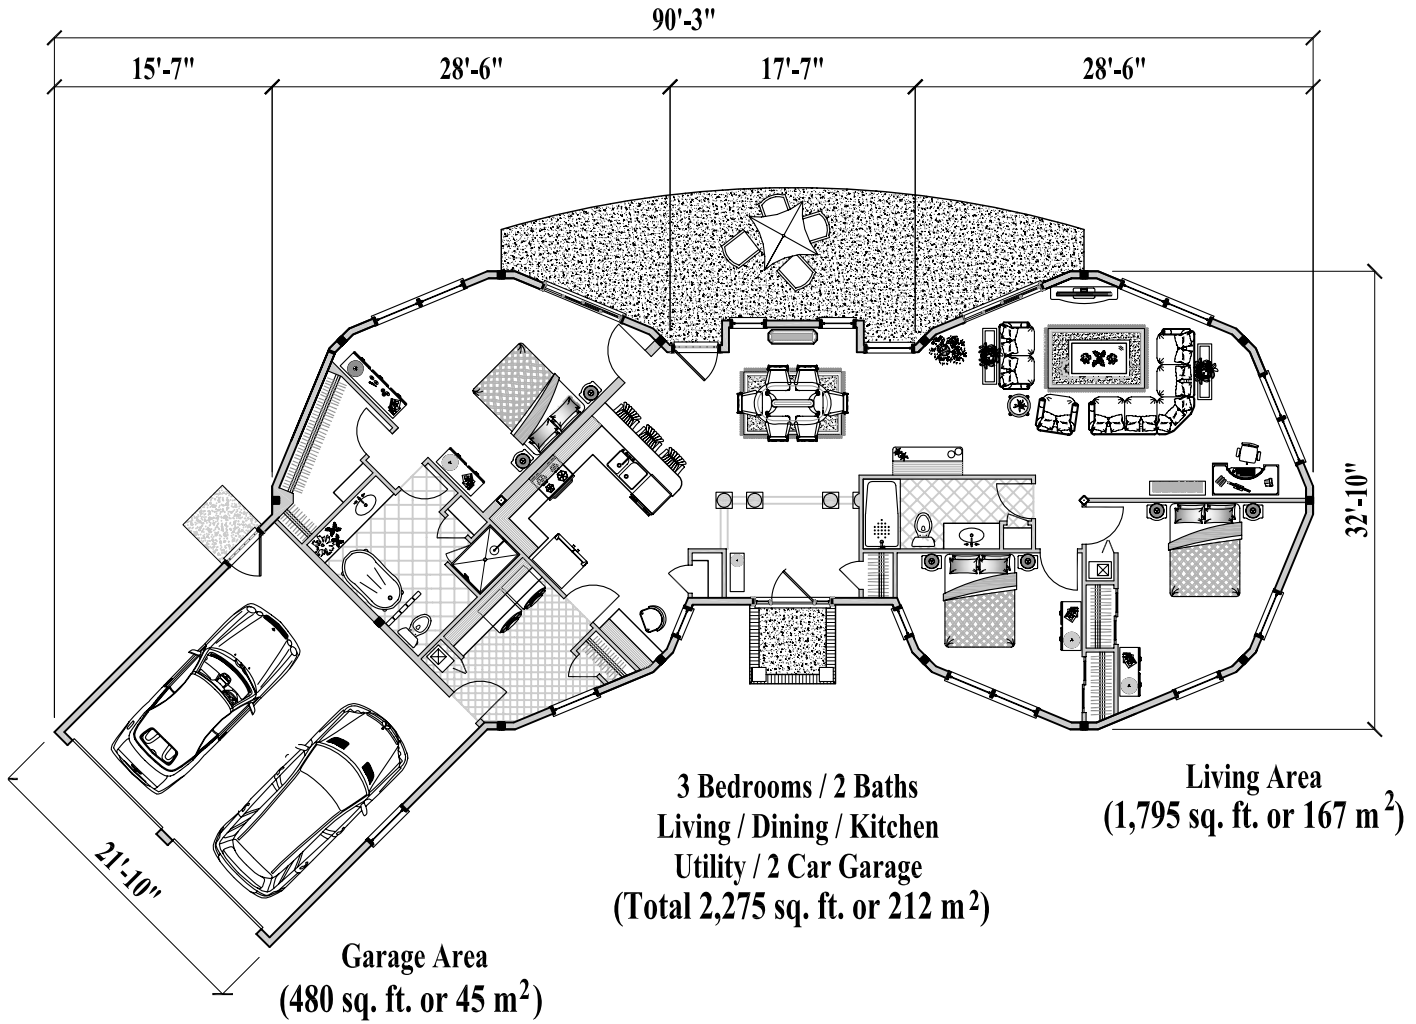 90'-3"
15'-7"
28'-6"
17'-7"
28'-6"
32'-10"
3 Bedrooms / 2 Baths
Living / Dining / Kitchen
Utility / 2 Car Garage
(Total 2,275 sq. ft. or 212 m²)
Living Area
(1,795 sq. ft. or 167 m²)
21'-10"
Garage Area
(480 sq. ft. or 45 m²)